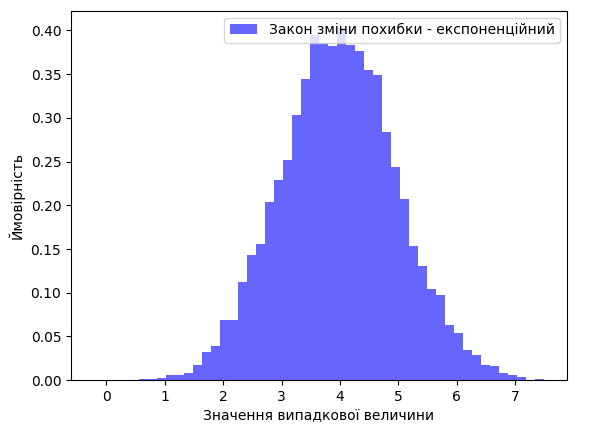 Закон зміни похибки - експоненційний
0.40
0.35
0.30
0.25
0.20
0.15
0.10
0.05
0.00
Ймовірність
0 1 2 3 4 5 6 7
Значення випадкової величини